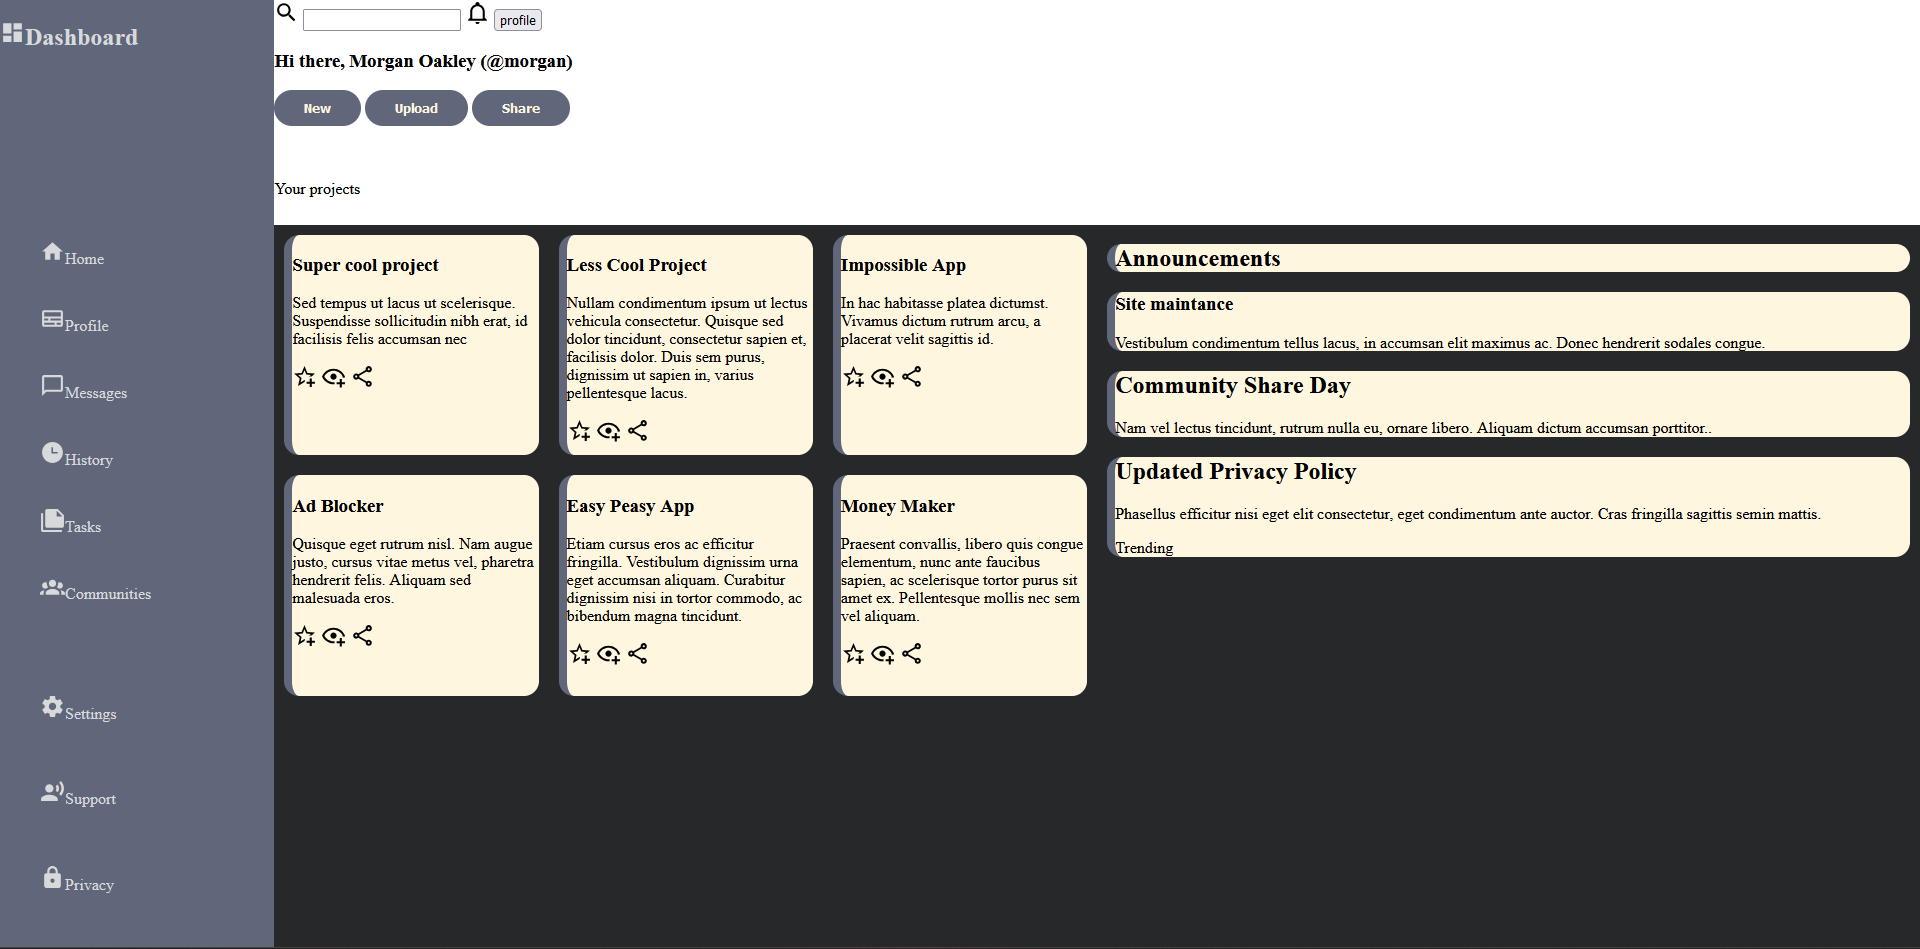 Dashboard
Home
Profile
Messages
History
Tasks
Communities
Settings
Support
Privacy
profile
Hi there, Morgan Oakley (@morgan)
New
Upload
Share
Your projects
Super cool project
Sed tempus ut lacus ut scelerisque.
Suspendisse sollicitudin nibh erat, id
facilisis felis accumsan nec
Less Cool Project
Nullam condimentum ipsum ut lectus
vehicula consectetur. Quisque sed
dolor tincidunt, consectetur sapien et,
facilisis dolor. Duis sem purus,
dignissim ut sapien in, varius
pellentesque lacus.
Impossible App
In hac habitasse platea dictumst.
Vivamus dictum rutrum arcu, a
placerat velit sagittis id.
Ad Blocker
Quisque eget rutrum nisl. Nam augue
justo, cursus vitae metus vel, pharetra
hendrerit felis. Aliquam sed
malesuada eros.
Easy Peasy App
Etiam cursus eros ac efficitur
fringilla. Vestibulum dignissim urna
eget accumsan aliquam. Curabitur
dignissim nisi in tortor commodo, ac
bibendum magna tincidunt.
Money Maker
Praesent convallis, libero quis congue
elementum, nunc ante faucibus
sapien, ac scelerisque tortor purus sit
amet ex. Pellentesque mollis nec sem
vel aliquam.
Announcements
Site maintance
Vestibulum condimentum tellus lacus, in accumsan elit maximus ac. Donec hendrerit sodales congue.
Community Share Day
Nam vel lectus tincidunt, rutrum nulla eu, ornare libero. Aliquam dictum accumsan porttitor..
Updated Privacy Policy
Phasellus efficitur nisi eget elit consectetur, eget condimentum ante auctor. Cras fringilla sagittis semin mattis.
Trending